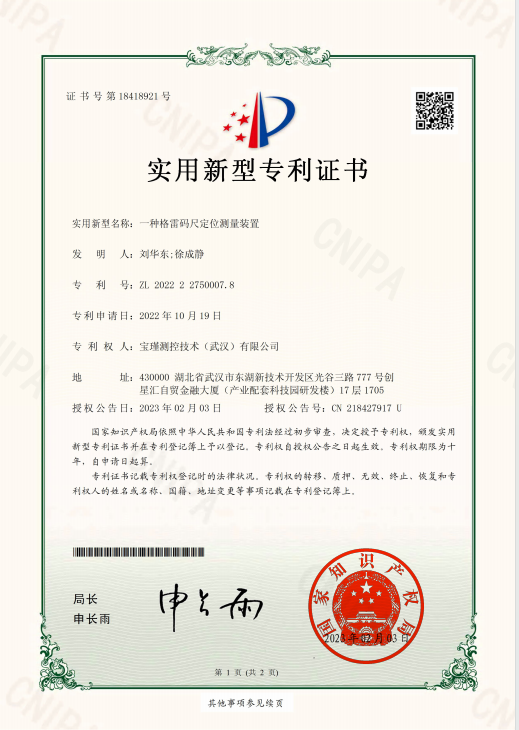 证书号第18418921号
实用新型专利证书
实用新型名称：一种格雷码尺定位测量装置
发 明 人：刘华东;徐成静
专 利 号：ZL 2022 2 2750007.8
专利申请日：2022年10月19日
专 利 权 人：宝瑾测控技术（武汉）有限公司
地 址：430000 湖北省武汉市东湖新技术开发区光谷三路777号创
星汇自贸金融大厦（产业配套科技园研发楼）17层1705
授权公告日：2023年02月03日 授权公告号：CN 218427917 U
国家知识产权局依照中华人民共和国专利法经过初步审查，决定授予专利权，颁发实用
新型专利证书并在专利登记簿上予以登记。专利权自授权公告之日起生效。专利权期限为十
年，自申请日起算。
专利证书记载专利权登记时的法律状况。专利权的转移、质押、无效、终止、恢复和专
利权人的姓名或名称、国籍、地址变更等事项记载在专利登记簿上。
局长
申长雨
申长雨
国家知识产权局
2023年02月03日
第 1 页 (共 2 页)
其他事项参见续页
CNIPA
CNIPA
CNIPA
CNIPA
CNIPA
CNIPA
CNIPA